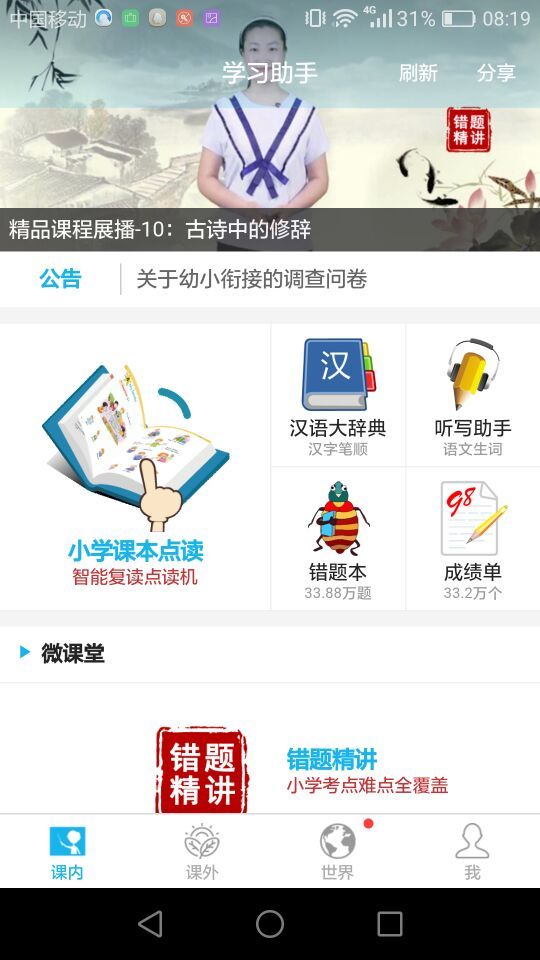 中国移动
4G
31%
08:19
学习助手
刷新
分享
错题
精讲
精品课程展播-10：古诗中的修辞
公告
关于幼小衔接的调查问卷
汉
汉语大辞典
汉字笔顺
听写助手
语文生词
小学课本点读
智能复读点读机
98
错题本
33.88万题
成绩单
33.2万个
微课堂
错题
精讲
错题精讲
小学考点难点全覆盖
课内
课外
世界
我